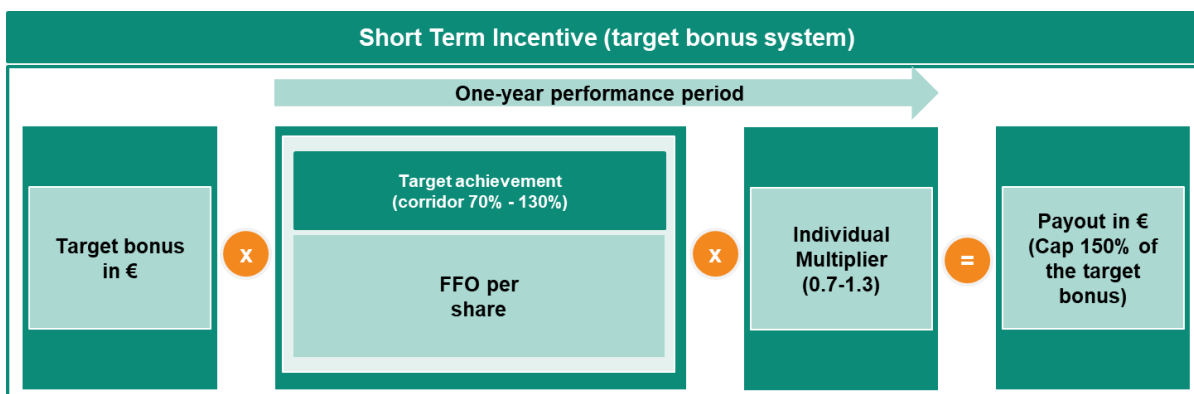 Short Term Incentive (target bonus system)
One-year performance period
Target bonus
in €
x
Target achievement
(corridor 70% - 130%)
FFO per
share
x
Individual
Multiplier
(0.7-1.3)
=
Payout in €
(Cap 150% of
the target
bonus)